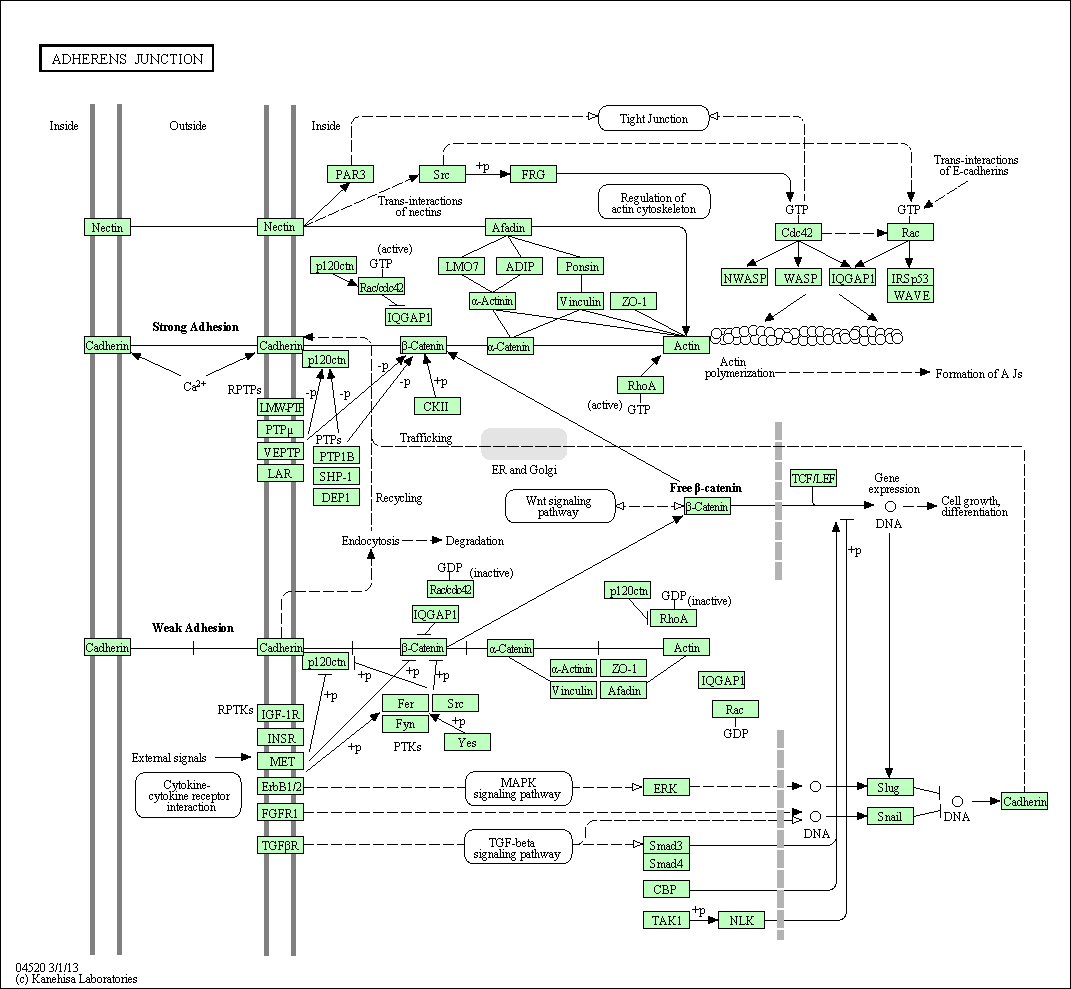 ADHERENS JUNCTION
Inside
Outside
Inside
Tight Junction
PAR3
Src
+p
FRG
Trans-interactions
of E-cadherins
Trans-interactions
of nectins
Regulation of
actin cytoskeleton
GTP
GTP
Nectin
Nectin
Afadin
Cdc42
Rac
(active)
GTP
p120ctn
Rac/cdc42
IQGAP1
LMO7
ADIP
Ponsin
α-Actinin
Vinculin
ZO-1
NWASP
WASP
IQGAP1
IRSp53
WAVE
Strong Adhesion
Cadherin
Cadherin
p120ctn
β-Catenin
α-Catenin
Actin
Actin
polymerization
Formation of A Js
Ca2+
RPTPs
-p
-p
-p
+p
CKII
RhoA
(active)
GTP
LMW-PTP
PTPμ
VEPTP
LAR
PTPs
PTP1B
SHP-1
DEP1
Trafficking
ER and Golgi
Recycling
Free β-catenin
β-Catenin
Wnt signaling
pathway
TCF/LEF
Gene
expression
DNA
Cell growth,
differentiation
+p
Endocytosis
Degradation
GDP
(inactive)
Rac/cdc42
IQGAP1
p120ctn
GDP
(inactive)
RhoA
Weak Adhesion
Cadherin
Cadherin
p120ctn
β-Catenin
α-Catenin
Actin
α-Actinin
ZO-1
Vinculin
Afadin
IQGAP1
Rac
GDP
+p
+p
+p
+p
+p
+p
Fer
Src
Fyn
Yes
PTKs
RPTKs
IGF-1R
INSR
MET
ErbB1/2
FGFR1
TGFβR
External signals
Cytokine-
cytokine receptor
interaction
MAPK
signaling pathway
ERK
TGF-beta
signaling pathway
Smad3
Smad4
CBP
TAK1
+p
NLK
DNA
Slug
Snail
DNA
Cadherin
04520 3/1/13
(c) Kanehisa Laboratories